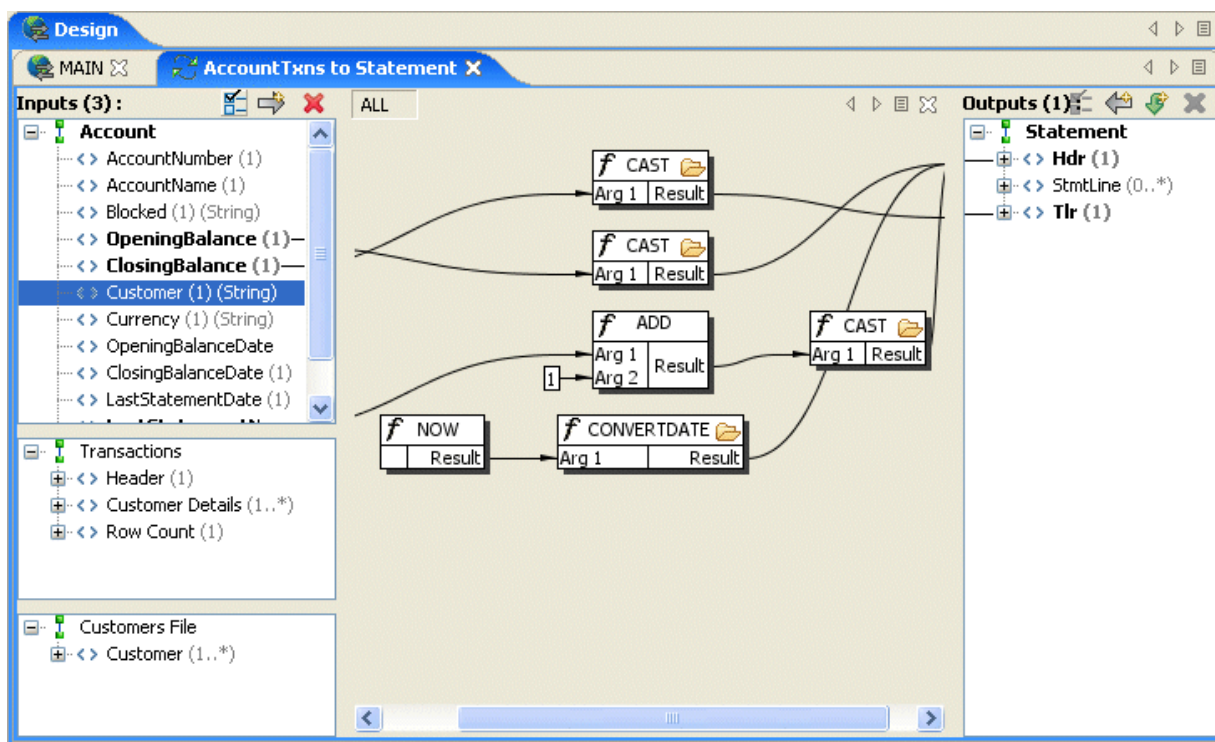 Design
MAIN
AccountTxns to Statement
Inputs (3) :
Account
AccountNumber (1)
AccountName (1)
Blocked (1) (String)
OpeningBalance (1)
ClosingBalance (1)
Customer (1) (String)
Currency (1) (String)
OpeningBalanceDate
ClosingBalanceDate (1)
LastStatementDate (1)
Transactions
Header (1)
Customer Details (1..*)
Row Count (1)
Customers File
Customer (1..*)
ALL
f CAST
Arg 1 Result
f CAST
Arg 1 Result
f ADD
Arg 1
Result
1
Arg 2
f CAST
Arg 1 Result
f NOW
Result
f CONVERTDATE
Arg 1 Result
Outputs (1)
Statement
Hdr (1)
StmtLine (0..*)
Tlr (1)